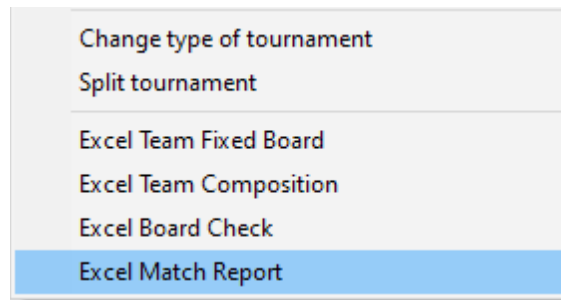 Change type of tournament
Split tournament
Excel Team Fixed Board
Excel Team Composition
Excel Board Check
Excel Match Report